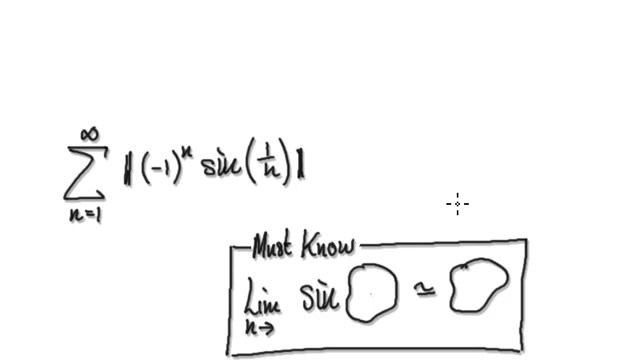 ∞
∑ |(-1)^n sin(1/n)|
n=1
Must Know
Lim sin ≃
n→